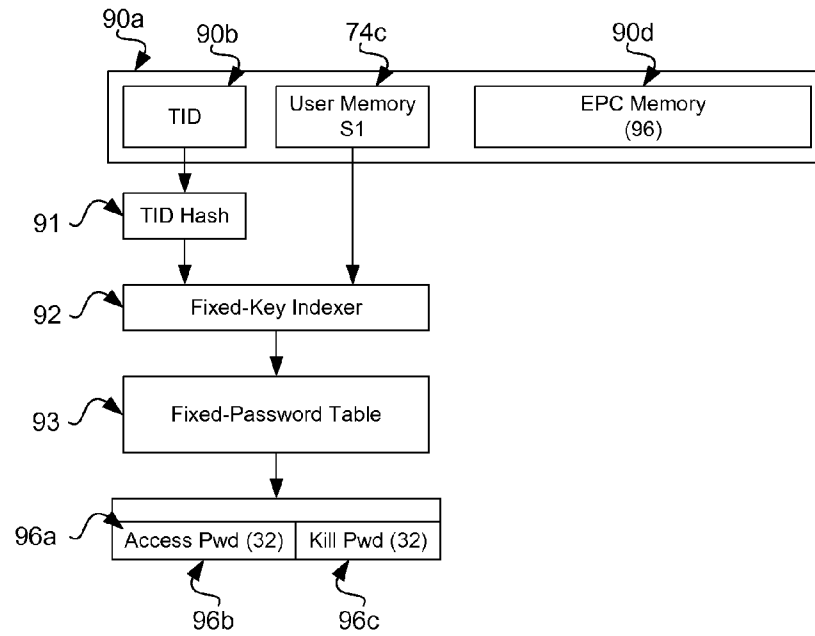 90a
90b
74c
90d
TID
User Memory
S1
EPC Memory
(96)
91
TID Hash
92
Fixed-Key Indexer
93
Fixed-Password Table
96a
Access Pwd (32)
Kill Pwd (32)
96b
96c